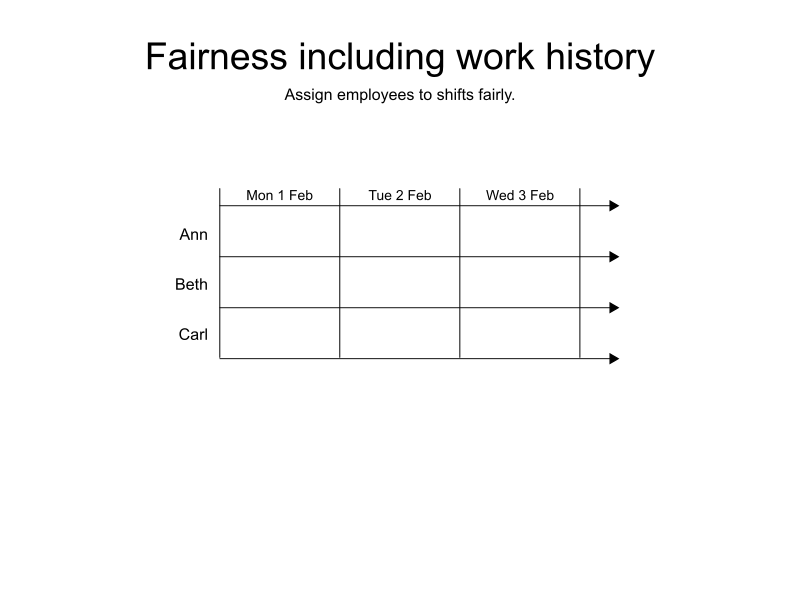 Fairness including work history
Assign employees to shifts fairly.
Mon 1 Feb Tue 2 Feb Wed 3 Feb
Ann
Beth
Carl